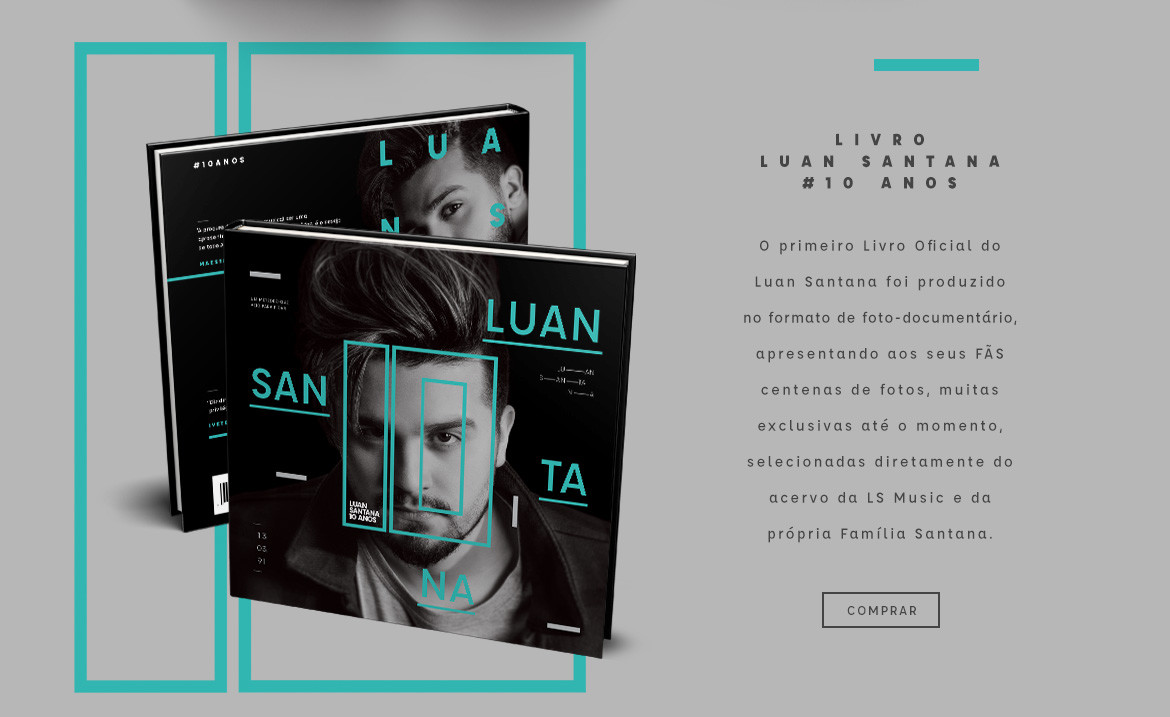 #10ANOS
LUA
N S
LUAN
SAN
TA
NA
LUAN
SANTANA
10 ANOS
13
03
91
LIVRO
LUAN SANTANA
#10 ANOS
O primeiro Livro Oficial do
Luan Santana foi produzido
no formato de foto-documentário,
apresentando aos seus FÃS
centenas de fotos, muitas
exclusivas até o momento,
selecionadas diretamente do
acervo da LS Music e da
própria Família Santana.
COMPRAR